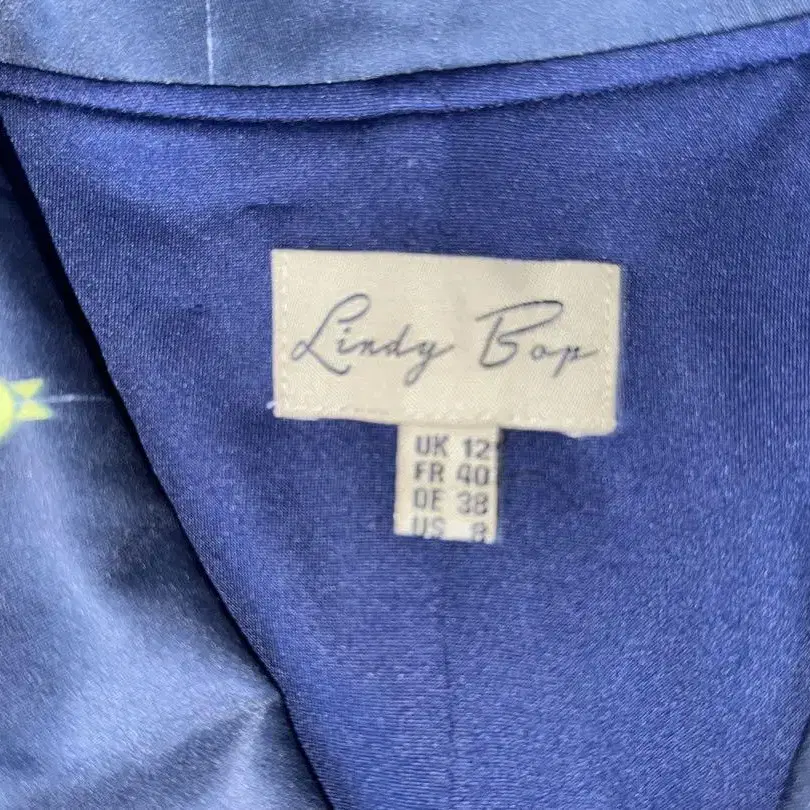 Lindy Bop
UK 12
FR 40
DE 38
US 8